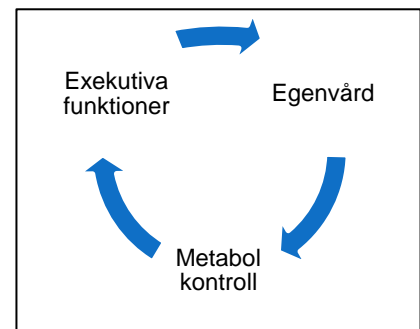 Exekutiva
funktioner
Egenvård
Metabol
kontroll